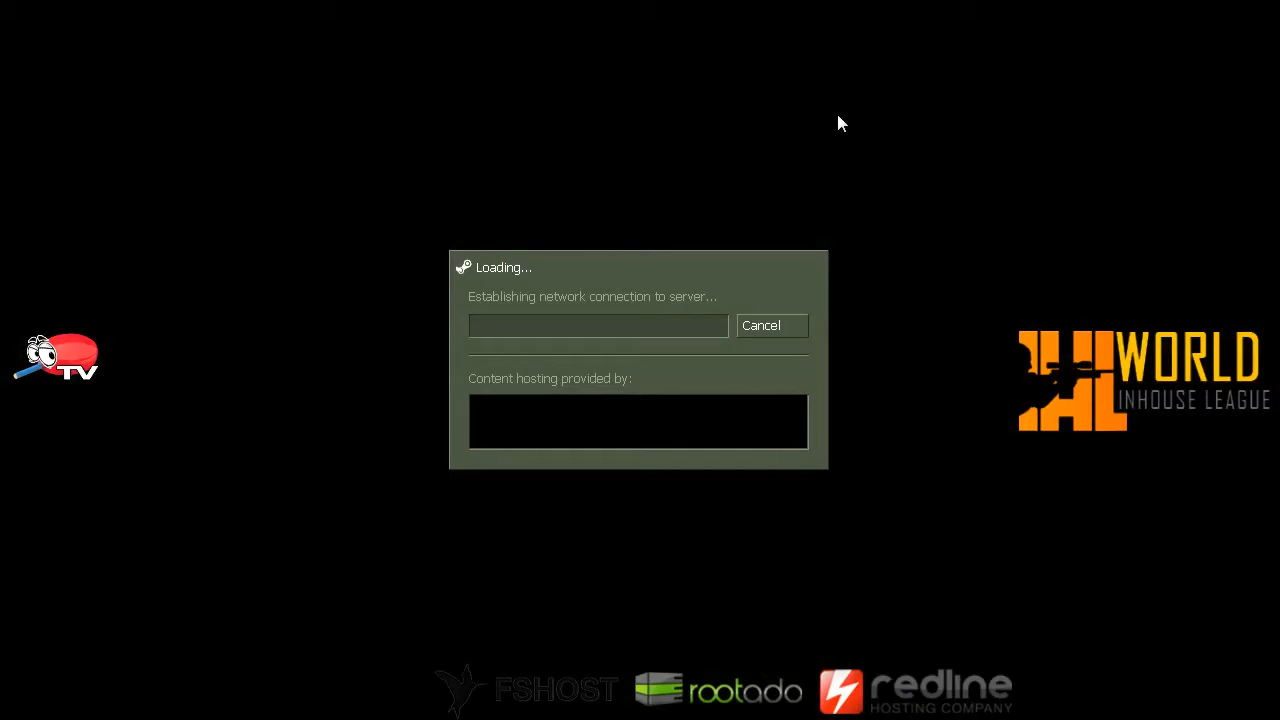 Loading...
Establishing network connection to server...
Cancel
Content hosting provided by:
TV
IHL WORLD
INHOUSE LEAGUE
FSHOST
rootado
redline
HOSTING COMPANY